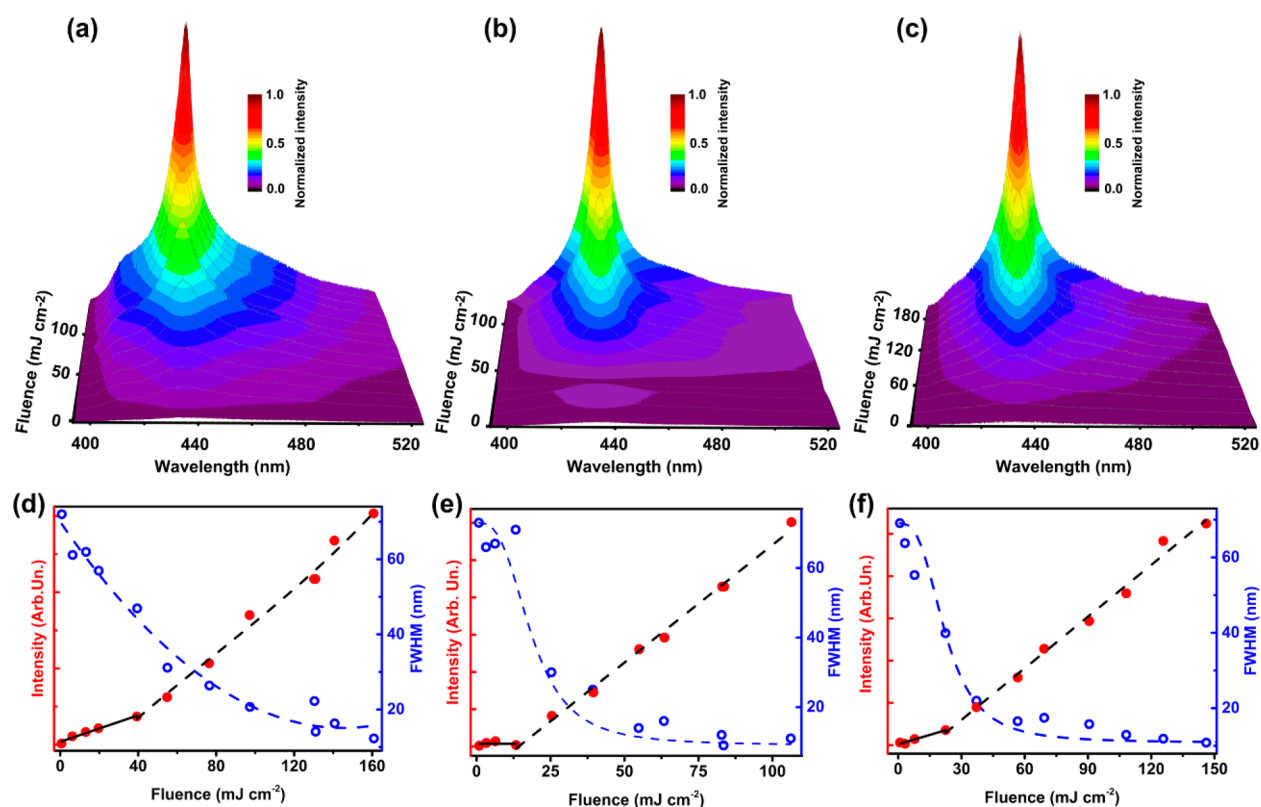 (a)
1.0
0.5
0.0
Normalized intensity
Fluence (mJ cm-2)
100
50
0
400
440
480
520
Wavelength (nm)
(b)
1.0
0.5
0.0
Normalized intensity
Fluence (mJ cm-2)
100
50
0
400
440
480
520
Wavelength (nm)
(c)
1.0
0.5
0.0
Normalized intensity
Fluence (mJ cm-2)
180
120
60
0
400
440
480
520
Wavelength (nm)
(d)
Intensity (Arb.Un.)
60
40
20
FWHM (nm)
0
40
80
120
160
Fluence (mJ cm⁻²)
(e)
Intensity (Arb. Un.)
60
40
20
FWHM (nm)
0
25
50
75
100
Fluence (mJ cm⁻²)
(f)
Intensity (Arb.Un.)
60
40
20
FWHM (nm)
0
30
60
90
120
150
Fluence (mJ cm⁻²)